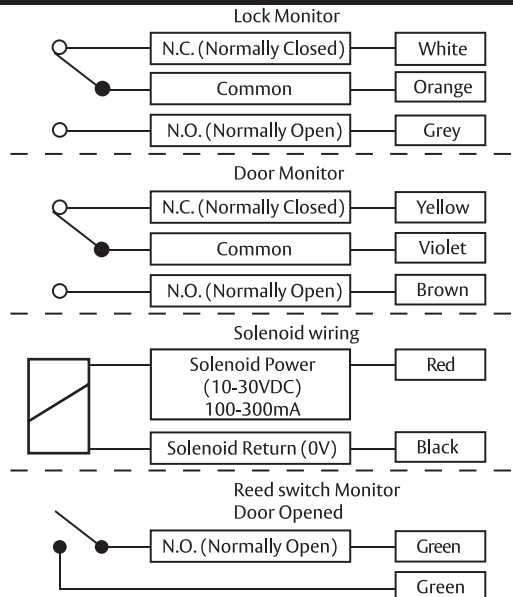 Lock Monitor
N.C. (Normally Closed) White
Common Orange
N.O. (Normally Open) Grey
Door Monitor
N.C. (Normally Closed) Yellow
Common Violet
N.O. (Normally Open) Brown
Solenoid wiring
Solenoid Power Red
(10-30VDC)
100-300mA
Solenoid Return (0V) Black
Reed switch Monitor
Door Opened
N.O. (Normally Open) Green
Green